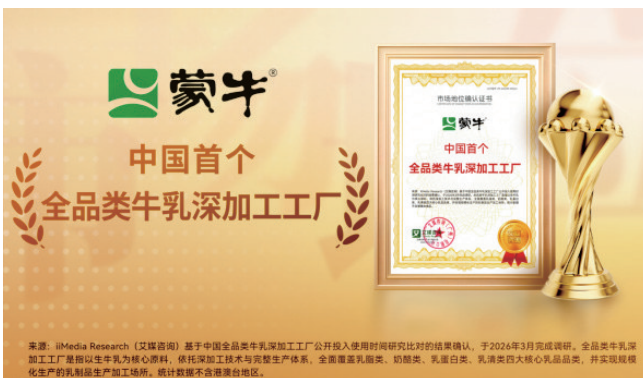 蒙牛®
中国首个
全品类牛乳深加工工厂
市场地位确认证书
蒙牛
中国首个
全品类牛乳深加工工厂
来源：iiMedia Research（艾媒咨询）基于中国全品类牛乳深加工工厂公开投入使用时间研究比对的结果确认，于2026年3月完成调研。全品类牛乳深
加工工厂是指以生牛乳为核心原料，依托深加工技术与完整生产体系，全面覆盖乳脂类、奶酪类、乳蛋白类、乳清类四大核心乳品品类，并实现规模
化生产的乳制品生产加工场所。统计数据不含港澳台地区。